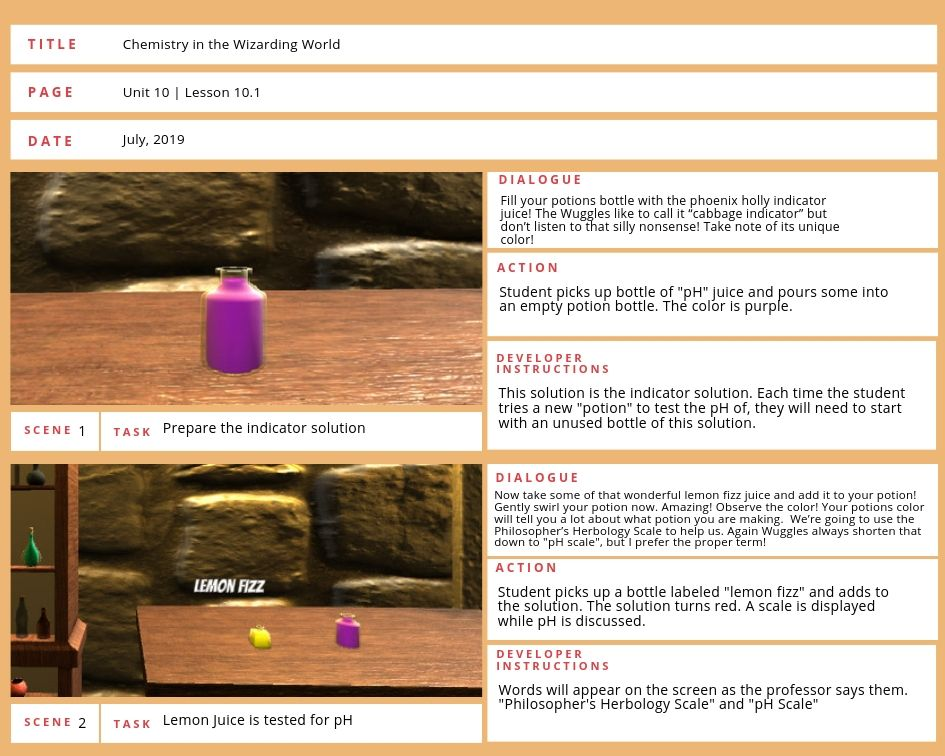 TITLE Chemistry in the Wizarding World
PAGE Unit 10 | Lesson 10.1
DATE July, 2019
DIALOGUE
Fill your potions bottle with the phoenix holly indicator
juice! The Wuggles like to call it “cabbage indicator” but
don’t listen to that silly nonsense! Take note of its unique
color!
ACTION
Student picks up bottle of "pH" juice and pours some into
an empty potion bottle. The color is purple.
DEVELOPER
INSTRUCTIONS
This solution is the indicator solution. Each time the student
tries a new "potion" to test the pH of, they will need to start
with an unused bottle of this solution.
SCENE 1 TASK Prepare the indicator solution
LEMON FIZZ
DIALOGUE
Now take some of that wonderful lemon fizz juice and add it to your potion!
Gently swirl your potion now. Amazing! Observe the color! Your potions color
will tell you a lot about what potion you are making. We’re going to use the
Philosopher’s Herbology Scale to help us. Again Wuggles always shorten that
down to "pH scale", but I prefer the proper term!
ACTION
Student picks up a bottle labeled "lemon fizz" and adds to
the solution. The solution turns red. A scale is displayed
while pH is discussed.
DEVELOPER
INSTRUCTIONS
Words will appear on the screen as the professor says them.
"Philosopher's Herbology Scale" and "pH Scale"
SCENE 2 TASK Lemon Juice is tested for pH